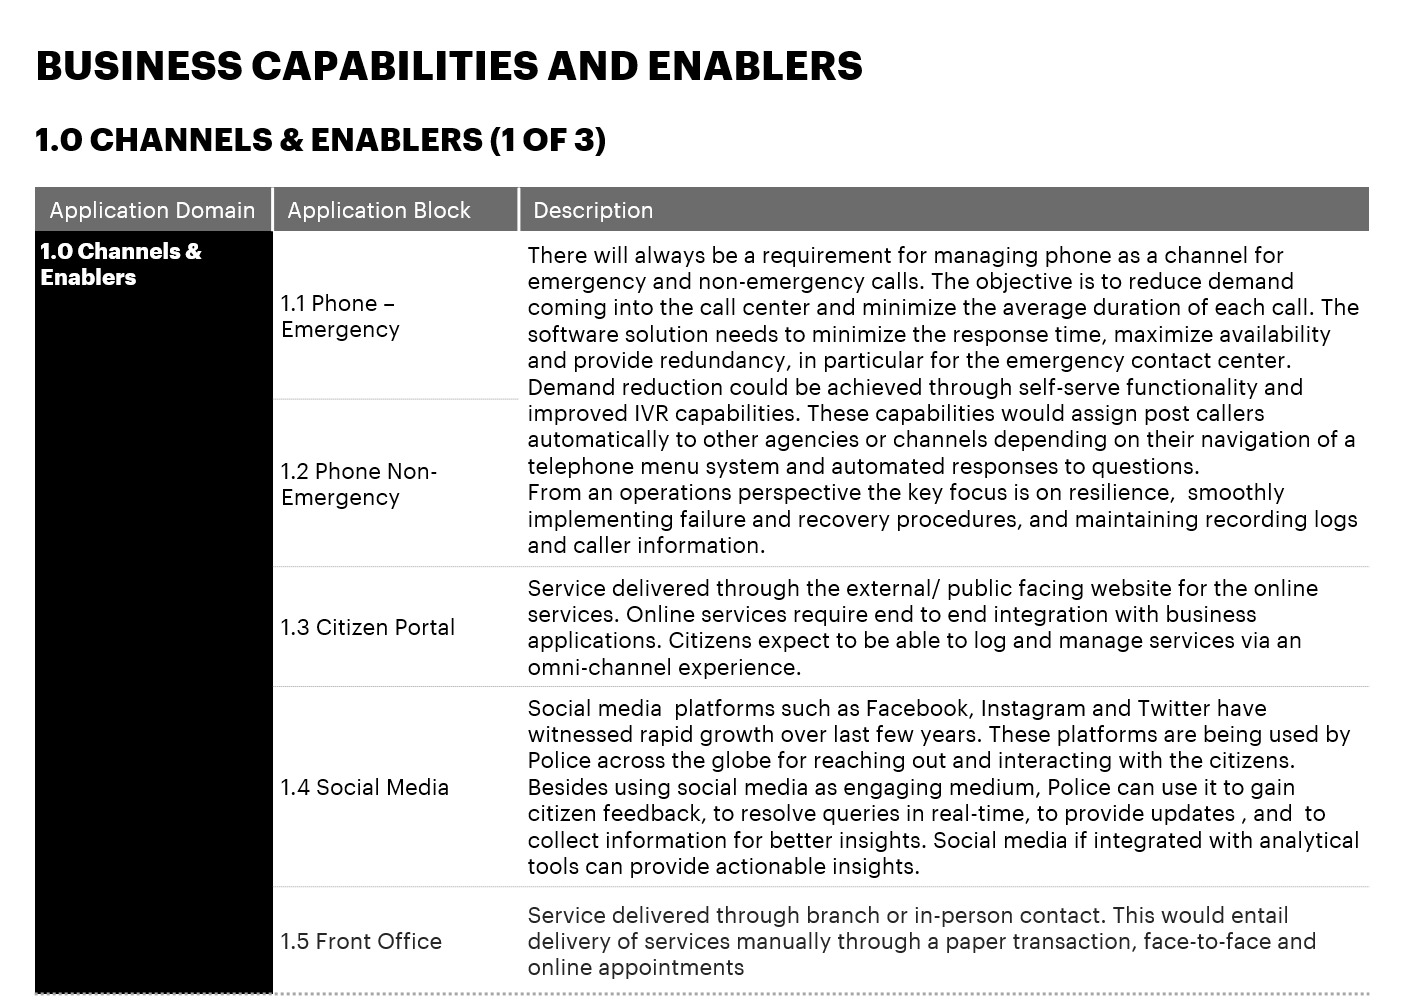 BUSINESS CAPABILITIES AND ENABLERS
1.0 CHANNELS & ENABLERS (1 OF 3)
Application Domain
Application Block
Description
1.0 Channels &
Enablers
1.1 Phone –
Emergency
1.2 Phone Non-
Emergency
There will always be a requirement for managing phone as a channel for
emergency and non-emergency calls. The objective is to reduce demand
coming into the call center and minimize the average duration of each call. The
software solution needs to minimize the response time, maximize availability
and provide redundancy, in particular for the emergency contact center.
Demand reduction could be achieved through self-serve functionality and
improved IVR capabilities. These capabilities would assign post callers
automatically to other agencies or channels depending on their navigation of a
telephone menu system and automated responses to questions.
From an operations perspective the key focus is on resilience,  smoothly
implementing failure and recovery procedures, and maintaining recording logs
and caller information.
1.3 Citizen Portal
Service delivered through the external/ public facing website for the online
services. Online services require end to end integration with business
applications. Citizens expect to be able to log and manage services via an
omni-channel experience.
1.4 Social Media
Social media  platforms such as Facebook, Instagram and Twitter have
witnessed rapid growth over last few years. These platforms are being used by
Police across the globe for reaching out and interacting with the citizens.
Besides using social media as engaging medium, Police can use it to gain
citizen feedback, to resolve queries in real-time, to provide updates , and  to
collect information for better insights. Social media if integrated with analytical
tools can provide actionable insights.
1.5 Front Office
Service delivered through branch or in-person contact. This would entail
delivery of services manually through a paper transaction, face-to-face and
online appointments